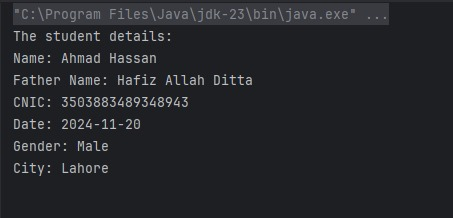 "C:\Program Files\Java\jdk-23\bin\java.exe" ...
The student details:
Name: Ahmad Hassan
Father Name: Hafiz Allah Ditta
CNIC: 3503883489348943
Date: 2024-11-20
Gender: Male
City: Lahore